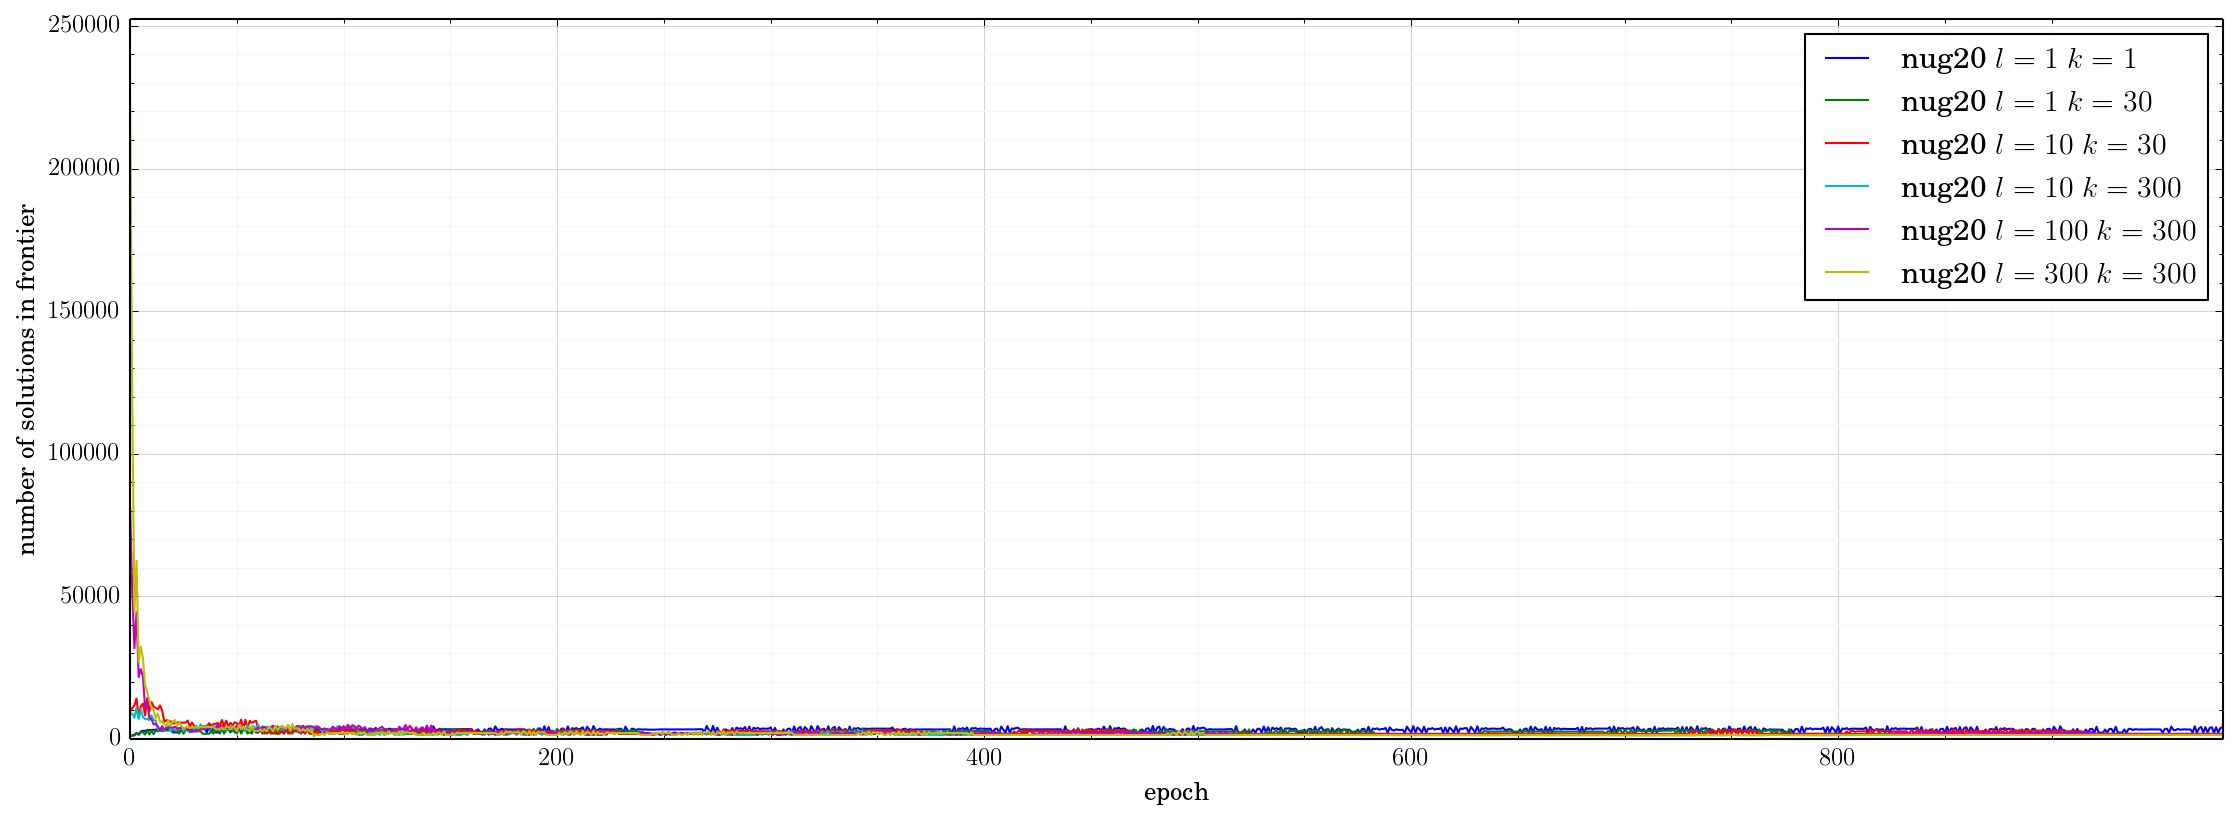 250000
200000
150000
100000
50000
0
number of solutions in frontier
0 200 400 600 800
epoch
nug20 l = 1 k = 1
nug20 l = 1 k = 30
nug20 l = 10 k = 30
nug20 l = 10 k = 300
nug20 l = 100 k = 300
nug20 l = 300 k = 300